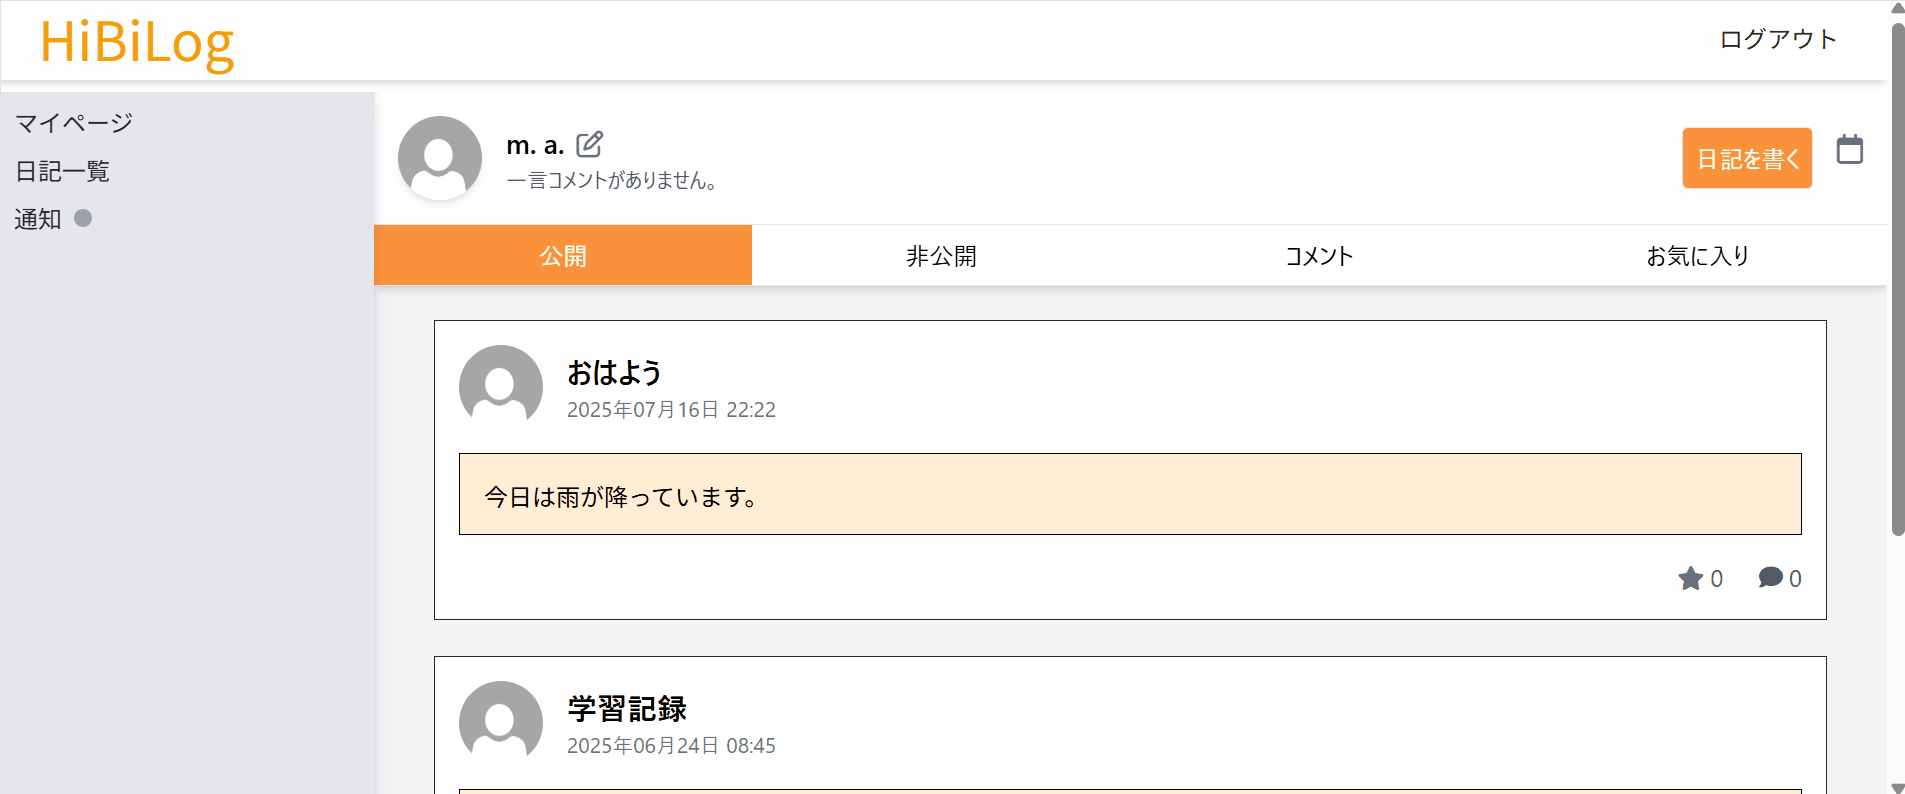 HiBiLog
ログアウト
マイページ
日記一覧
通知
m. a.
一言コメントがありません。
日記を書く
公開
非公開
コメント
お気に入り
おはよう
2025年07月16日 22:22
今日は雨が降っています。
0
0
学習記録
2025年06月24日 08:45